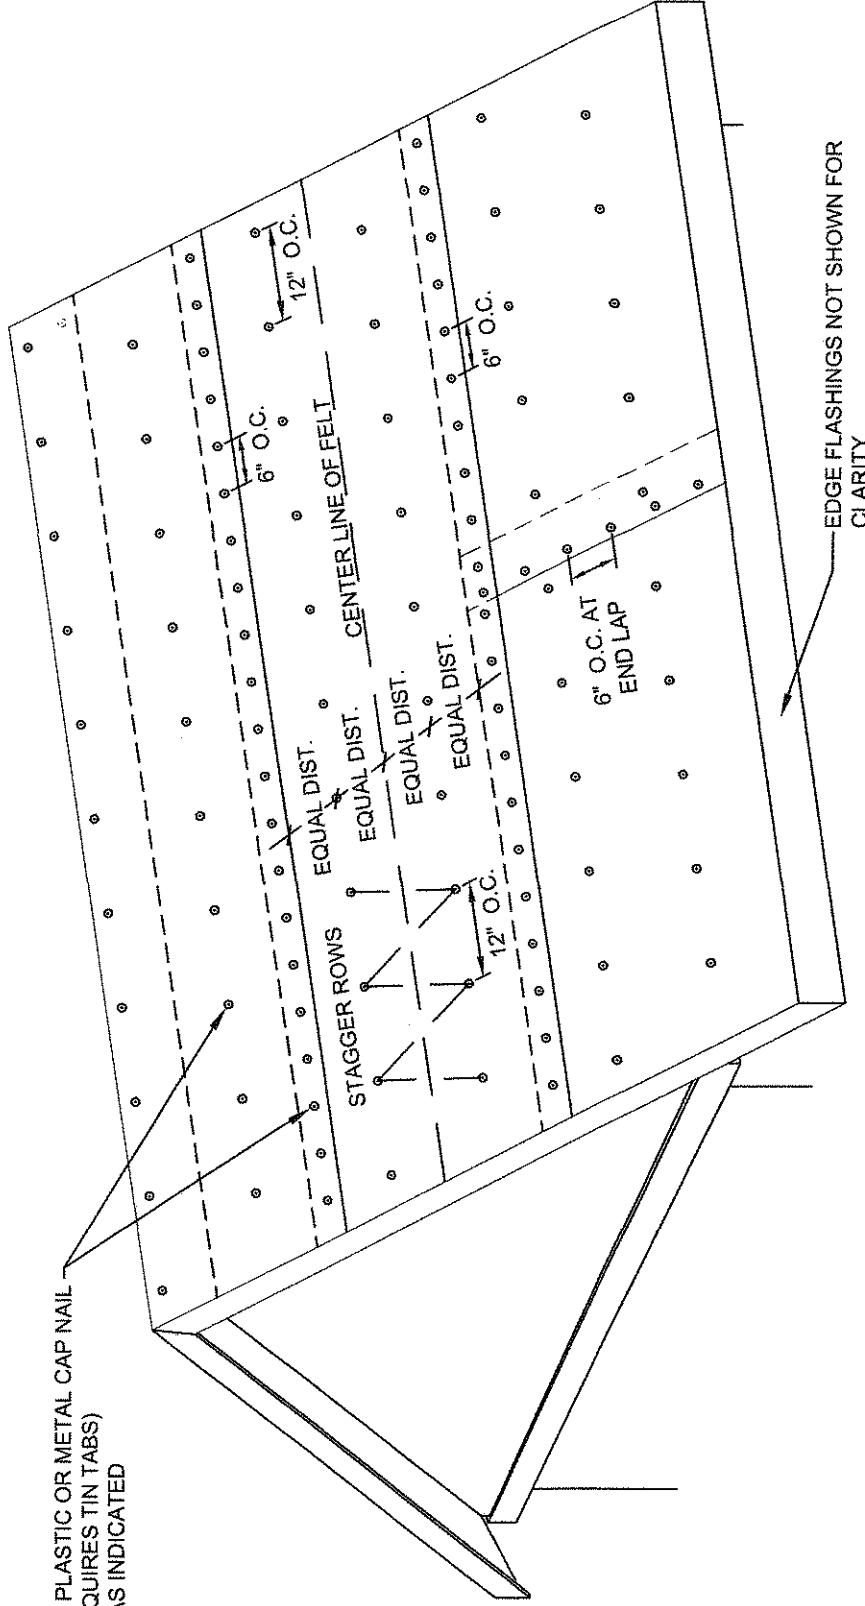 PLASTIC OR METAL CAP NAIL
QUIRES TIN TABS)
AS INDICATED
12" O.C.
6" O.C.
CENTER LINE OF FELT
6" O.C.
EQUAL DIST.
EQUAL DIST.
EQUAL DIST.
EQUAL DIST.
STAGGER ROWS
12" O.C.
6" O.C. AT
END LAP
EDGE FLASHINGS NOT SHOWN FOR
CLARITY